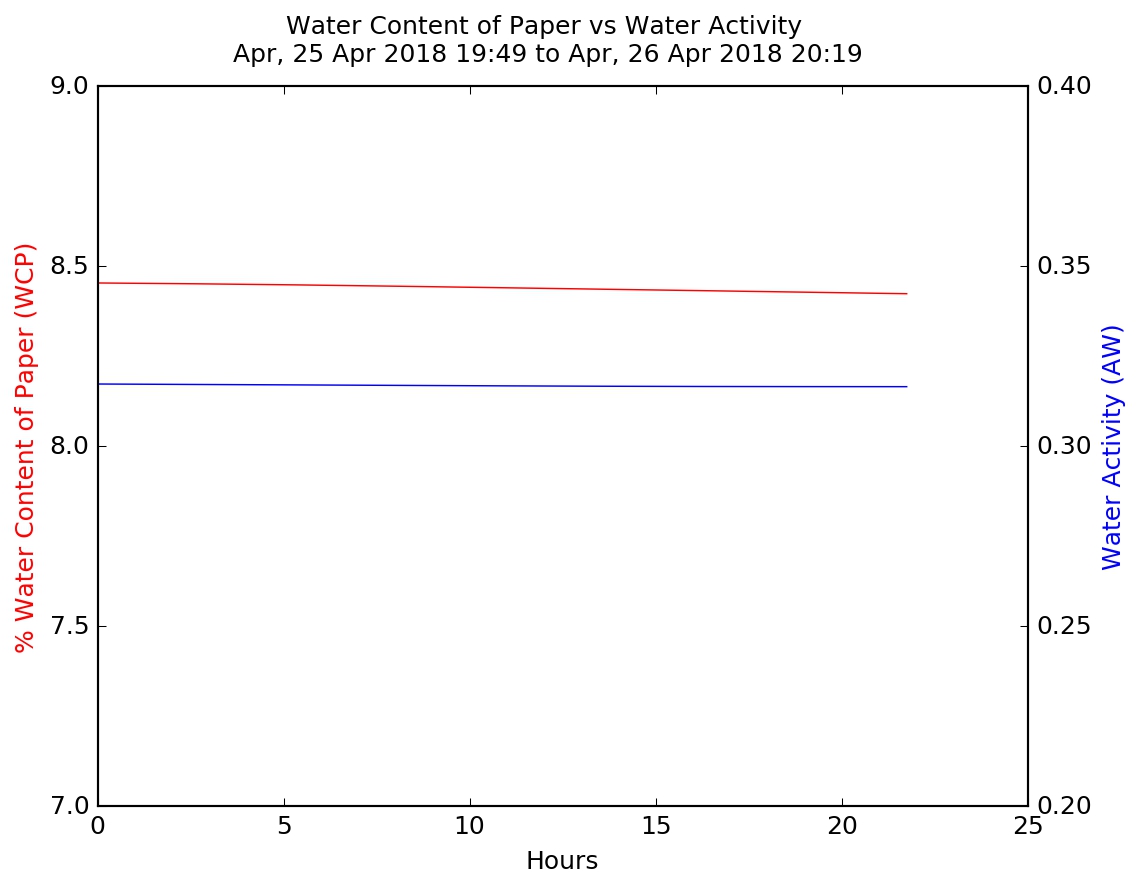 Water Content of Paper vs Water Activity
Apr, 25 Apr 2018 19:49 to Apr, 26 Apr 2018 20:19
9.0
8.5
8.0
7.5
7.0
% Water Content of Paper (WCP)
0.40
0.35
0.30
0.25
0.20
Water Activity (AW)
0 5 10 15 20 25
Hours